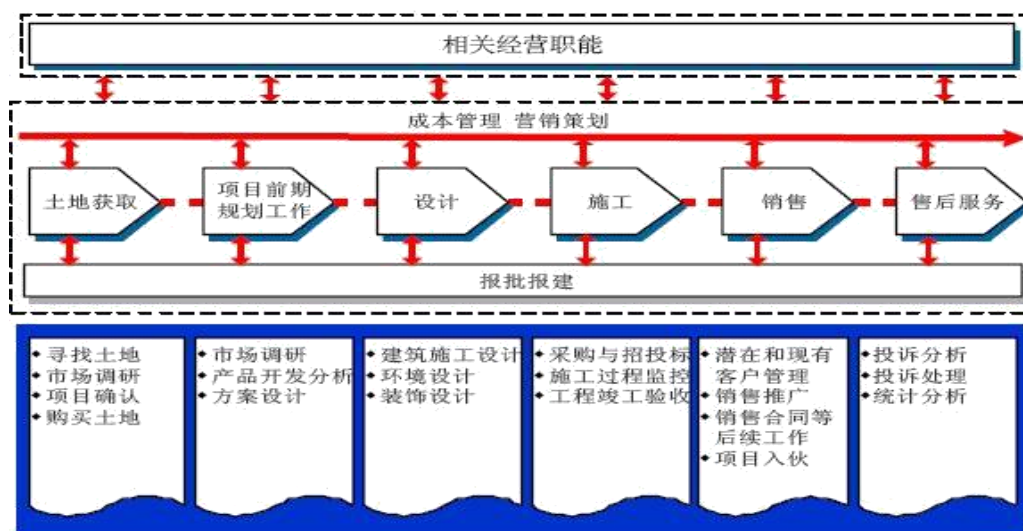 相关经营职能
成本管理 营销策划
土地获取
项目前期
规划工作
设计
施工
销售
售后服务
报批报建
寻找土地
市场调研
项目确认
购买土地
市场调研
产品开发分析
方案设计
建筑施工设计
环境设计
装饰设计
采购与招投标
施工过程监控
工程竣工验收
潜在和现有
客户管理
销售推广
销售合同等
后续工作
项目入伙
投诉分析
投诉处理
统计分析